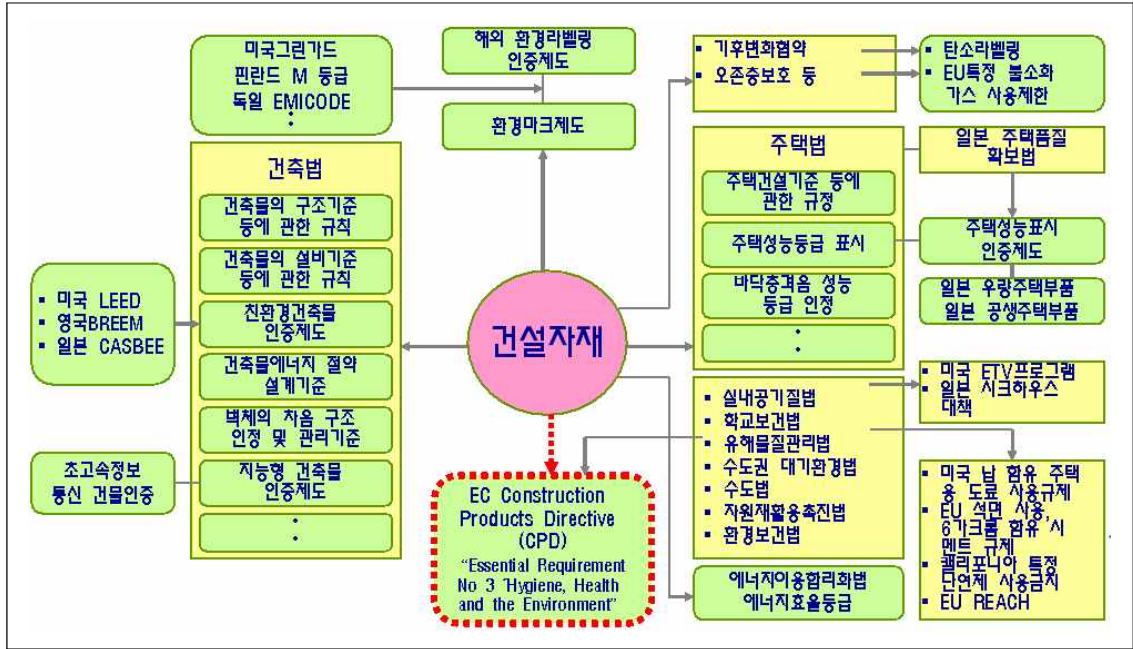 미국그린가드
핀란드 M 등급
독일 EMICODE
:
해외 환경라벨링
인증제도
환경마크제도
▪ 기후변화협약
▪ 오존층보호 등
▪ 탄소라벨링
▪ EU특정 불소화
가스 사용제한
건축법
건축물의 구조기준
등에 관한 규칙
건축물의 설비기준
등에 관한 규칙
친환경건축물
인증제도
건축물에너지 절약
설계기준
벽체의 차음 구조
인정 및 관리기준
지능형 건축물
인증제도
:
▪ 미국 LEED
▪ 영국BREEM
▪ 일본 CASBEE
초고속정보
통신 건물인증
건설자재
주택법
주택건설기준 등에
관한 규정
주택성능등급 표시
바닥충격음 성능
등급 인정
:
일본 주택품질
확보법
주택성능표시
인증제도
일본 우량주택부품
일본 공생주택부품
▪ 실내공기질법
▪ 학교보건법
▪ 유해물질관리법
▪ 수도권 대기환경법
▪ 수도법
▪ 자원재활용촉진법
▪ 환경보건법
▪ 미국 ETV프로그램
▪ 일본 시크하우스
대책
▪ 미국 납 함유 주택
용 도료 사용규제
▪ EU 석면 사용,
6가크롬 함유 시
멘트 규제
▪ 캘리포니아 특정
난연제 사용금지
▪ EU REACH
EC Construction
Products Directive
(CPD)
“Essential Requirement
No 3 “Hygiene, Health
and the Environment”
에너지이용합리화법
에너지효율등급